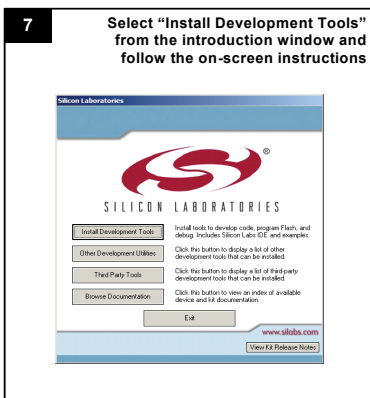 7
Select “Install Development Tools”
from the introduction window and
follow the on-screen instructions
Silicon Laboratories
®
SILICON LABORATORIES
Install Development Tools
Install tools to develop code, program Flash, and
debug. Includes Silicon Labs IDE and examples.
Other Development Utilities
Click this button to display a list of other
development tools that can be installed.
Third Party Tools
Click this button to display a list of third-party
development tools that can be installed.
Browse Documentation
Click this button to view an index of available
device and kit documentation.
Exit
www.silabs.com
View Kit Release Notes